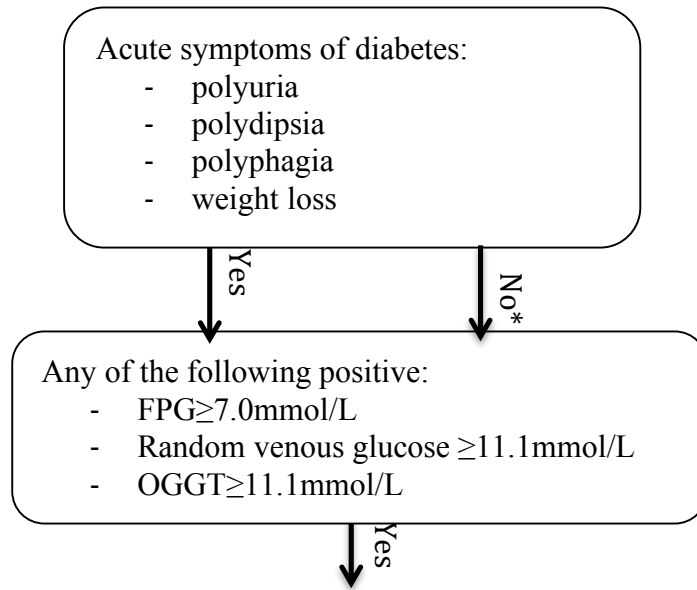 Acute symptoms of diabetes:
- polyuria
- polydipsia
- polyphagia
- weight loss
Yes
No*
Any of the following positive:
- FPG≥7.0mmol/L
- Random venous glucose ≥11.1mmol/L
- OGGT≥11.1mmol/L
Yes